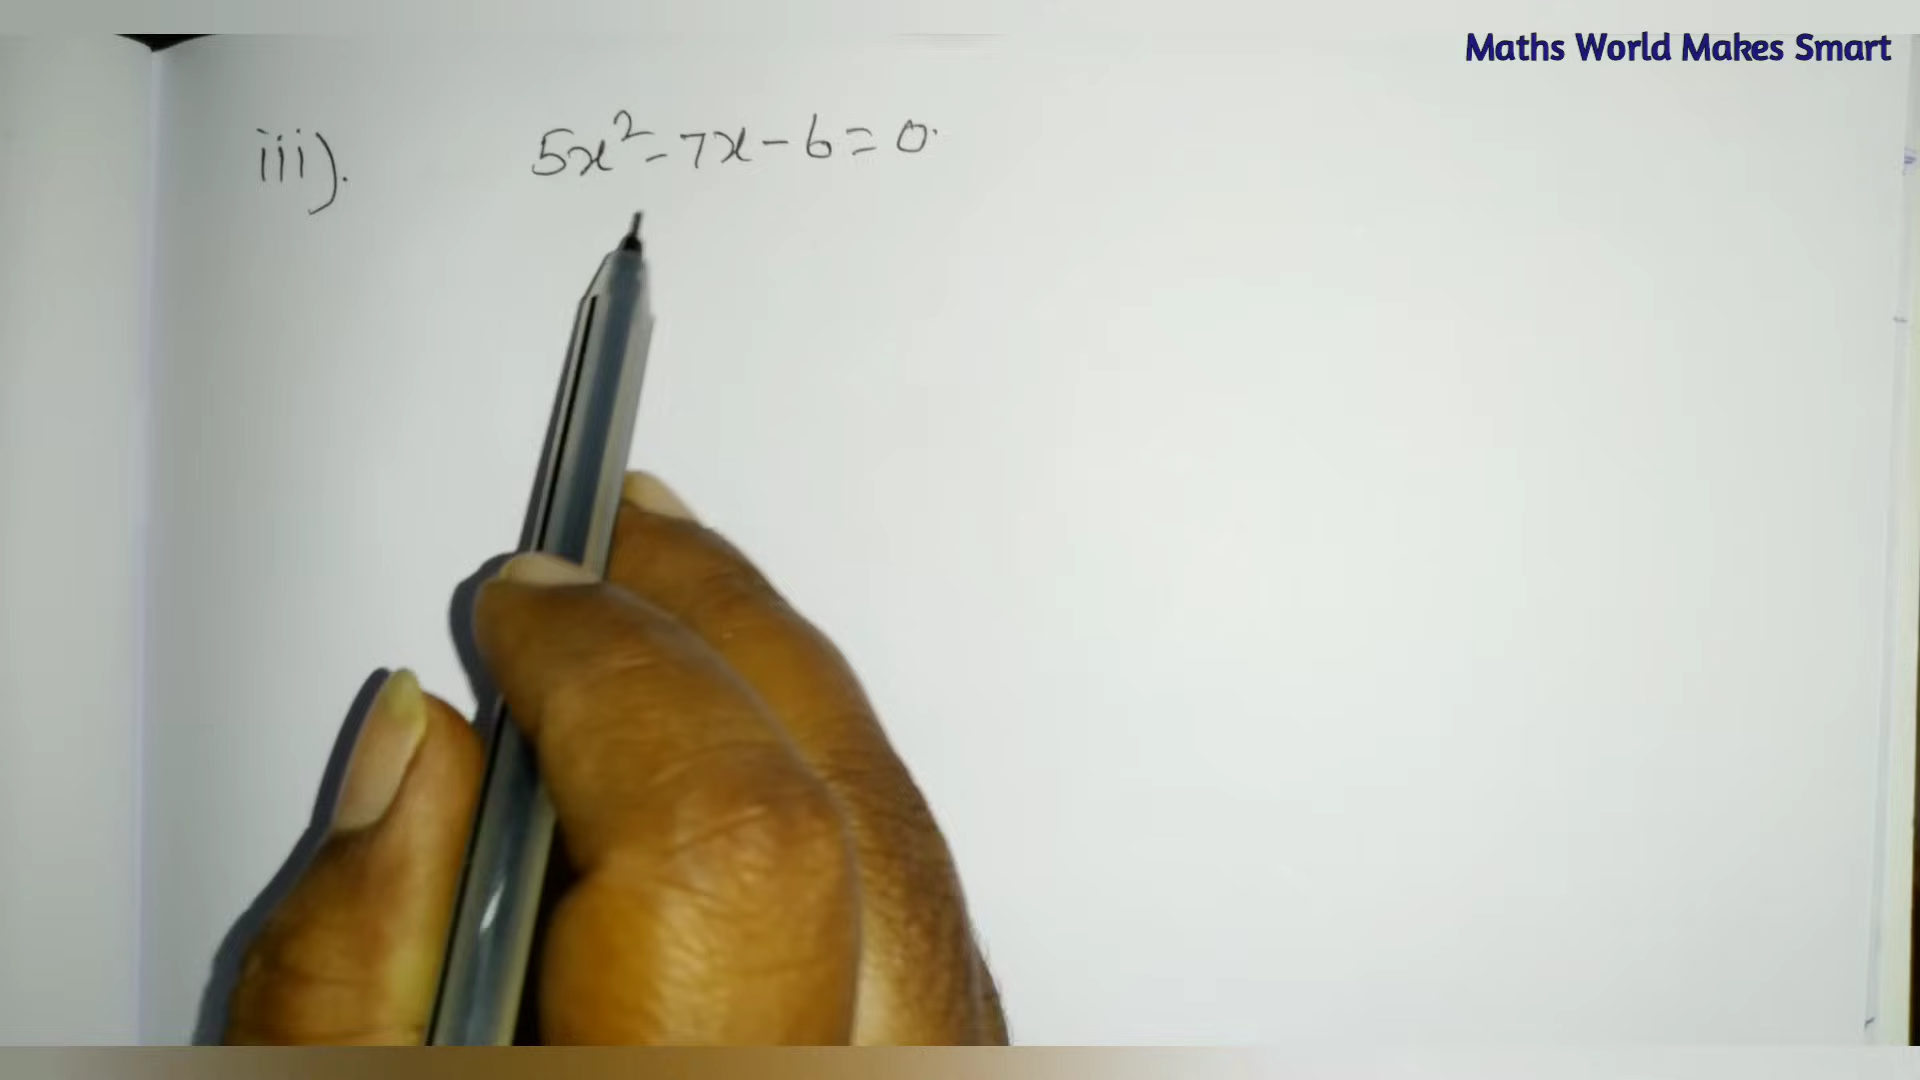 Maths World Makes Smart
iii). 5x² - 7x - 6 = 0.